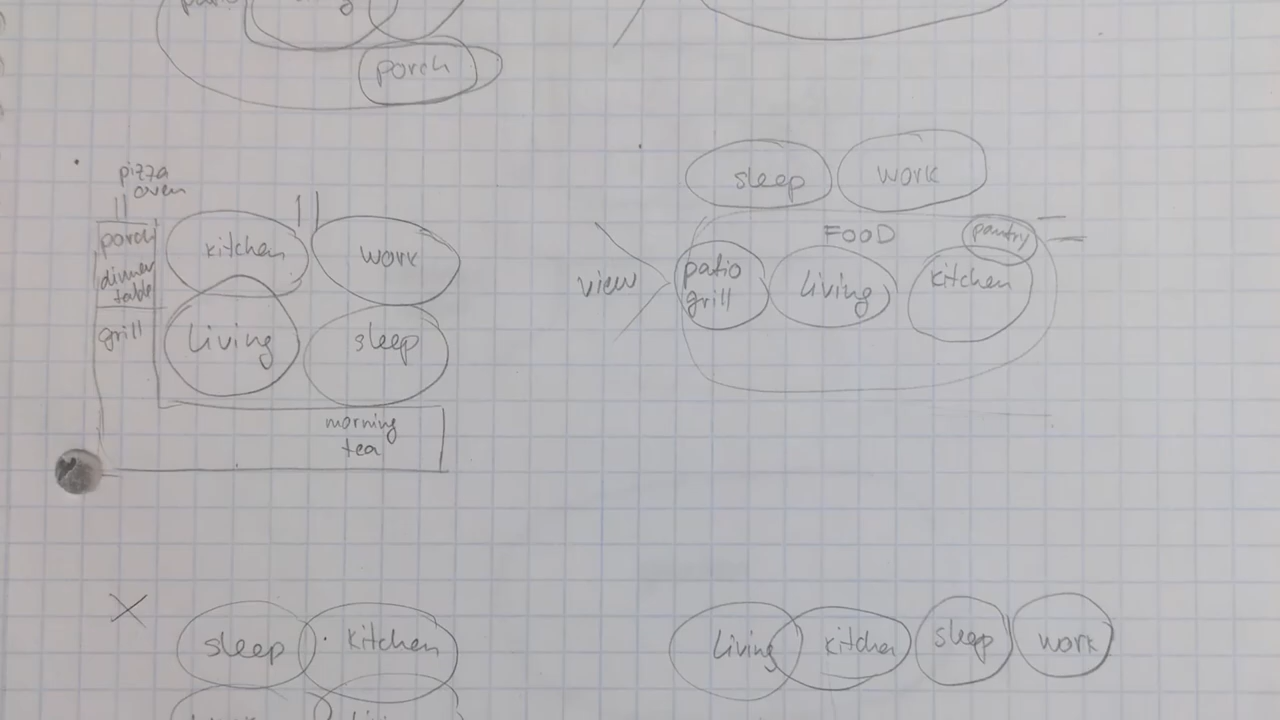 porch
pizza
oven
porch
dinner
table
grill
kitchen
work
living
sleep
morning
tea
sleep
work
FOOD
pantry
view
patio
grill
living
kitchen
sleep
kitchen
living
kitchen
sleep
work